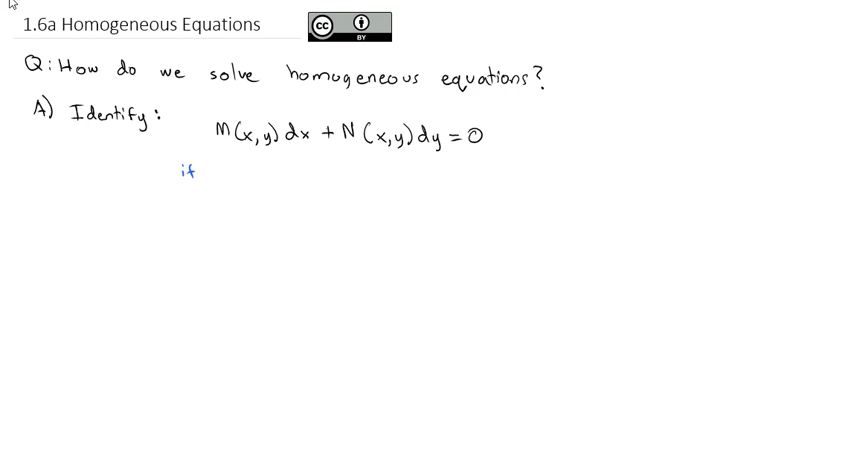 1.6a Homogeneous Equations
cc BY
Q: How do we solve homogeneous equations?
A) Identify:
M(x,y)dx + N(x,y)dy = 0
if